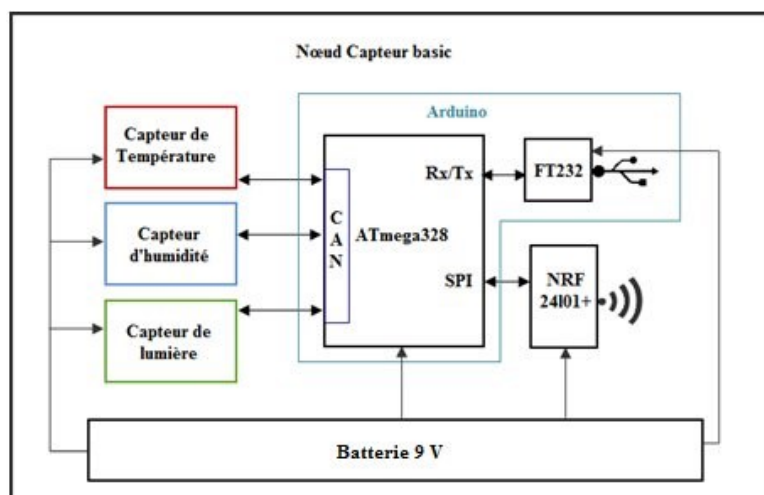 Nœud Capteur basic
Arduino
Capteur de
Température
Capteur
d'humidité
Capteur de
lumière
CAN
ATmega328
Rx/Tx
SPI
FT232
NRF
24l01+
Batterie 9 V